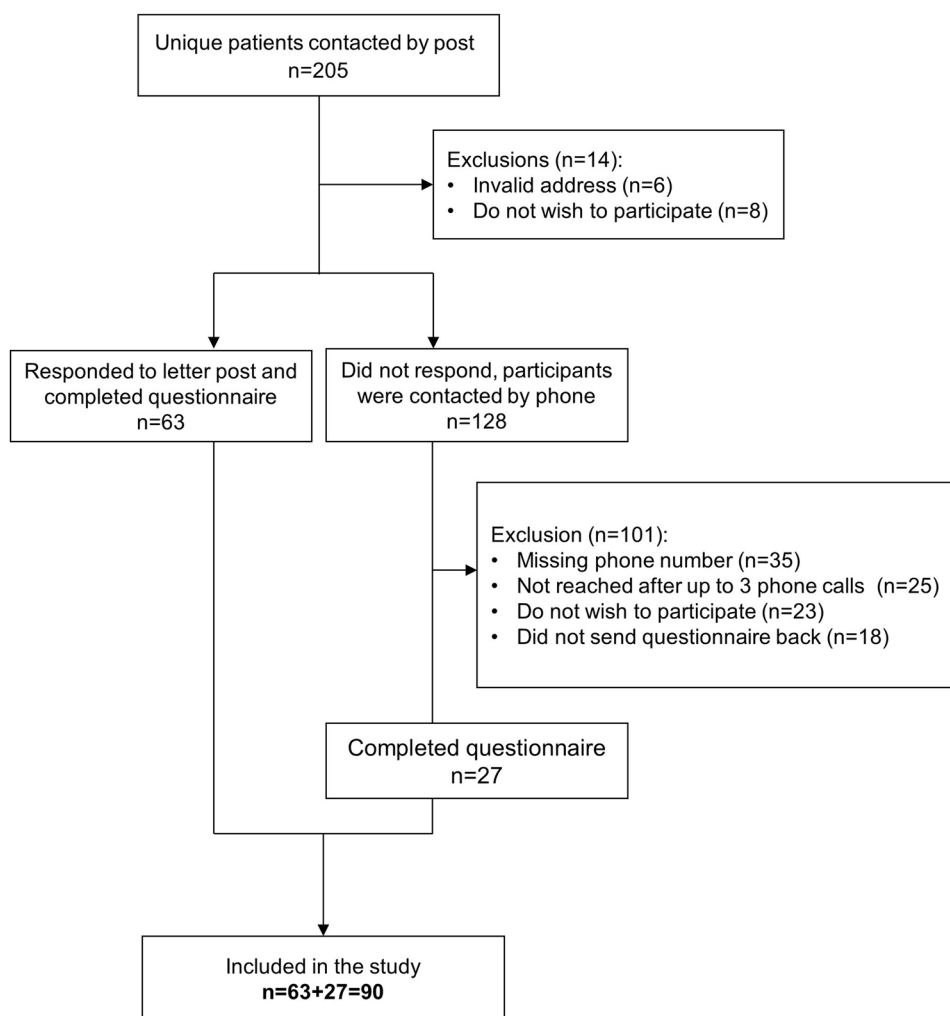 Unique patients contacted by post
n=205
Exclusions (n=14):
• Invalid address (n=6)
• Do not wish to participate (n=8)
Responded to letter post and
completed questionnaire
n=63
Did not respond, participants
were contacted by phone
n=128
Exclusion (n=101):
• Missing phone number (n=35)
• Not reached after up to 3 phone calls (n=25)
• Do not wish to participate (n=23)
• Did not send questionnaire back (n=18)
Completed questionnaire
n=27
Included in the study
n=63+27=90